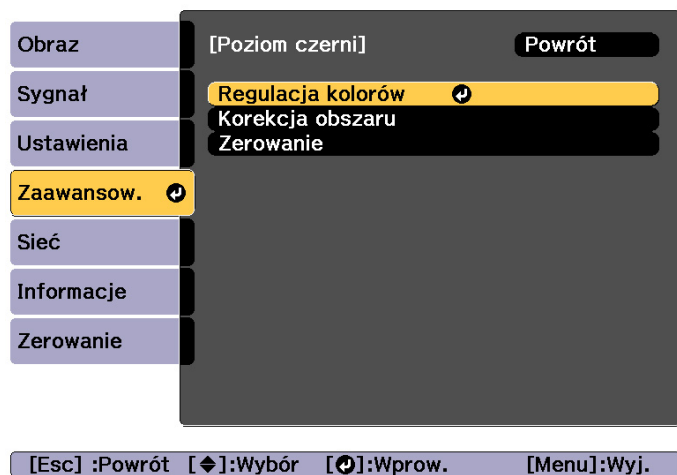 Obraz
Sygnał
Ustawienia
Zaawansow.
Sieć
Informacje
Zerowanie
[Poziom czerni] Powrót
Regulacja kolorów
Korekcja obszaru
Zerowanie
[Esc] :Powrót [◆]:Wybór [↵]:Wprow. [Menu]:Wyj.